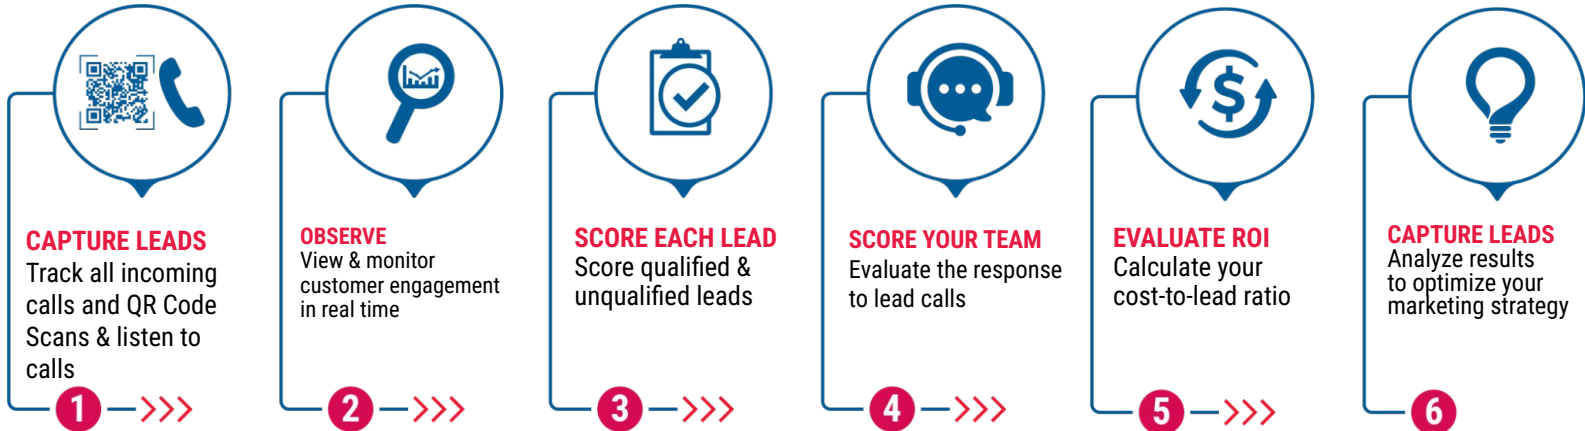 CAPTURE LEADS
Track all incoming
calls and QR Code
Scans & listen to
calls
1
OBSERVE
View & monitor
customer engagement
in real time
2
SCORE EACH LEAD
Score qualified &
unqualified leads
3
SCORE YOUR TEAM
Evaluate the response
to lead calls
4
EVALUATE ROI
Calculate your
cost-to-lead ratio
5
CAPTURE LEADS
Analyze results
to optimize your
marketing strategy
6